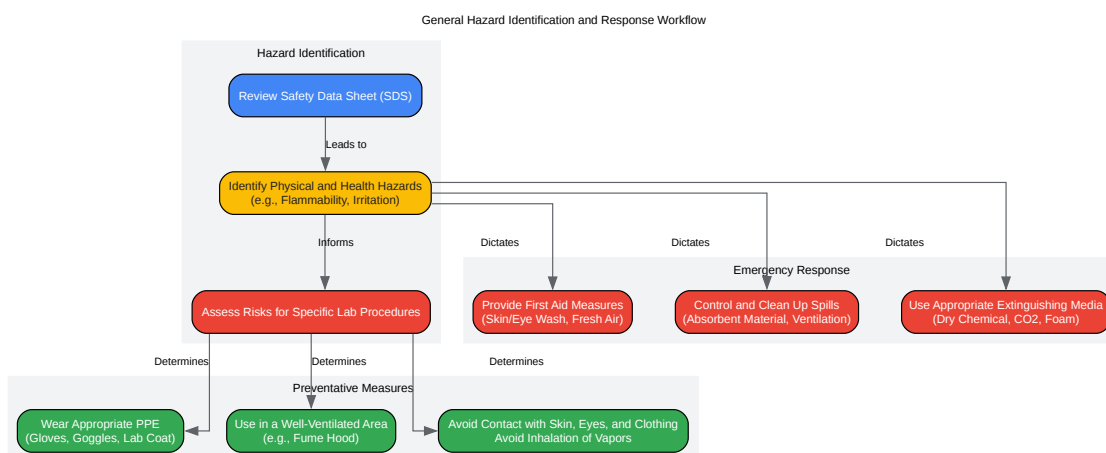 General Hazard Identification and Response Workflow
Hazard Identification
Review Safety Data Sheet (SDS)
Leads to
Identify Physical and Health Hazards
(e.g., Flammability, Irritation)
Informs
Dictates
Dictates
Dictates
Emergency Response
Assess Risks for Specific Lab Procedures
Provide First Aid Measures
(Skin/Eye Wash, Fresh Air)
Control and Clean Up Spills
(Absorbent Material, Ventilation)
Use Appropriate Extinguishing Media
(Dry Chemical, CO2, Foam)
Determines
Determines
Determines
Preventative Measures
Wear Appropriate PPE
(Gloves, Goggles, Lab Coat)
Use in a Well-Ventilated Area
(e.g., Fume Hood)
Avoid Contact with Skin, Eyes, and Clothing
Avoid Inhalation of Vapors